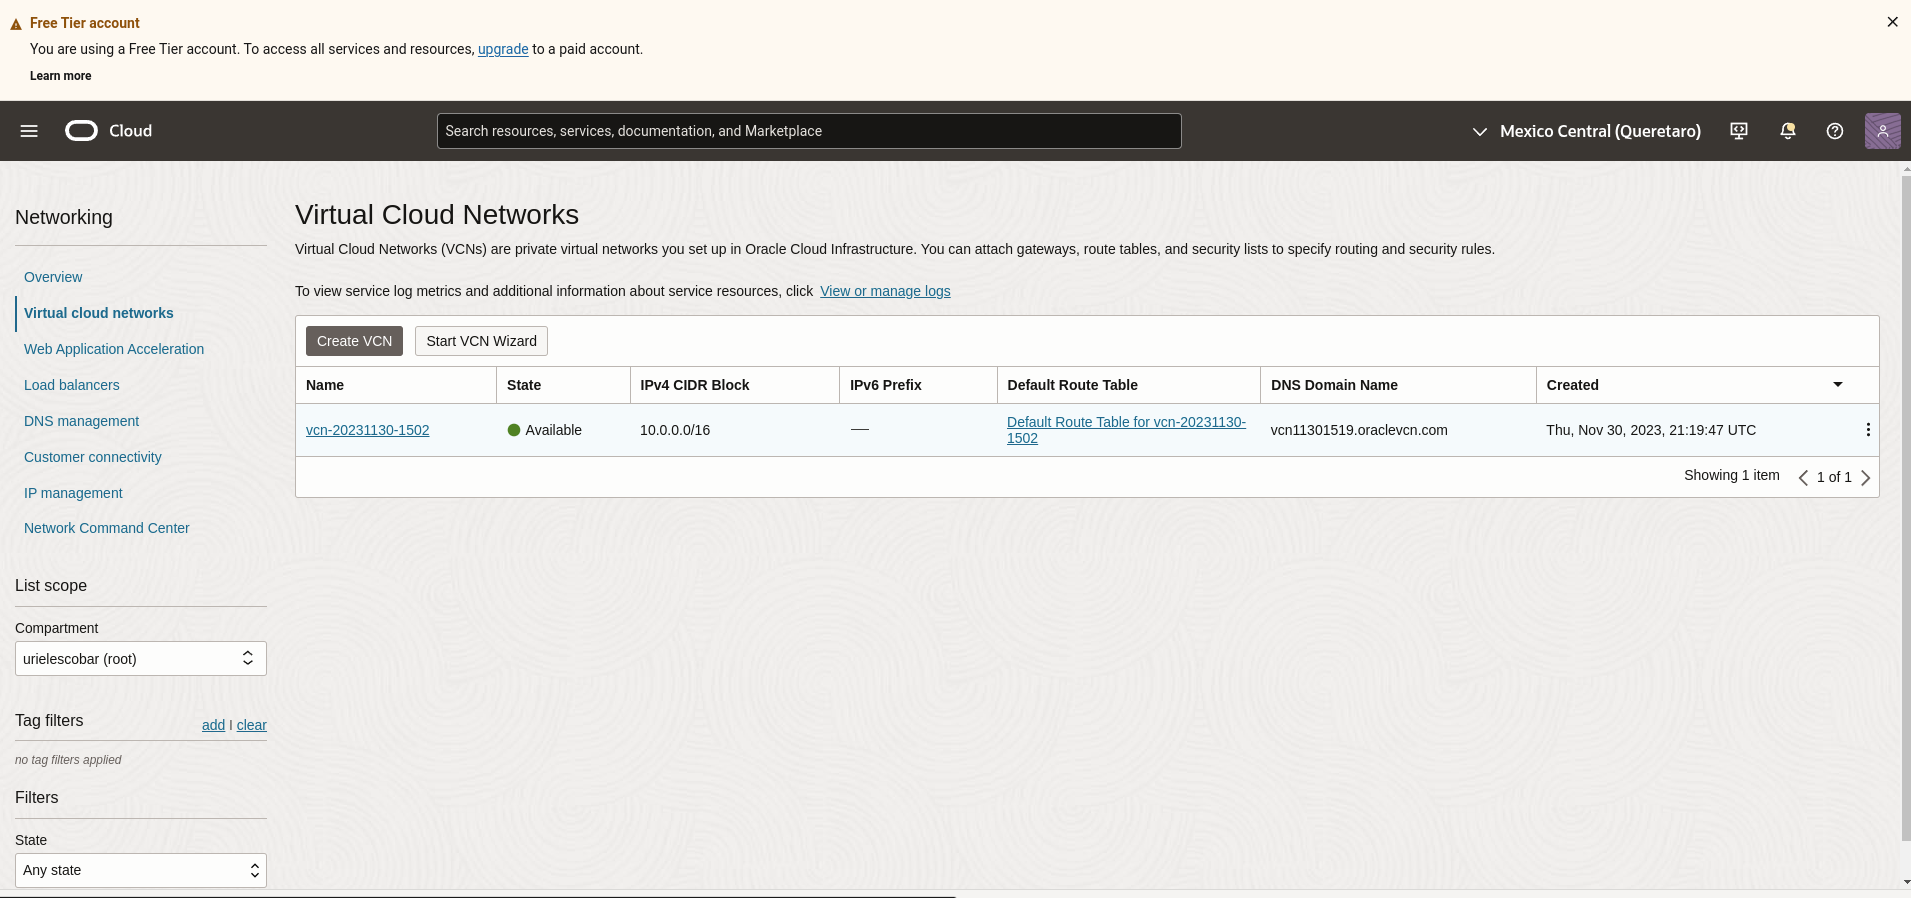 Free Tier account
You are using a Free Tier account. To access all services and resources, upgrade to a paid account.
Learn more
Cloud
Search resources, services, documentation, and Marketplace
Mexico Central (Queretaro)
Networking
Overview
Virtual cloud networks
Web Application Acceleration
Load balancers
DNS management
Customer connectivity
IP management
Network Command Center
List scope
Compartment
urielescobar (root)
Tag filters
add | clear
no tag filters applied
Filters
State
Any state
Virtual Cloud Networks
Virtual Cloud Networks (VCNs) are private virtual networks you set up in Oracle Cloud Infrastructure. You can attach gateways, route tables, and security lists to specify routing and security rules.
To view service log metrics and additional information about service resources, click View or manage logs
Create VCN Start VCN Wizard
Name State IPv4 CIDR Block IPv6 Prefix Default Route Table DNS Domain Name Created
vcn-20231130-1502 Available 10.0.0.0/16 — Default Route Table for vcn-20231130-
1502 vcn11301519.oraclevcn.com Thu, Nov 30, 2023, 21:19:47 UTC
Showing 1 item 1 of 1